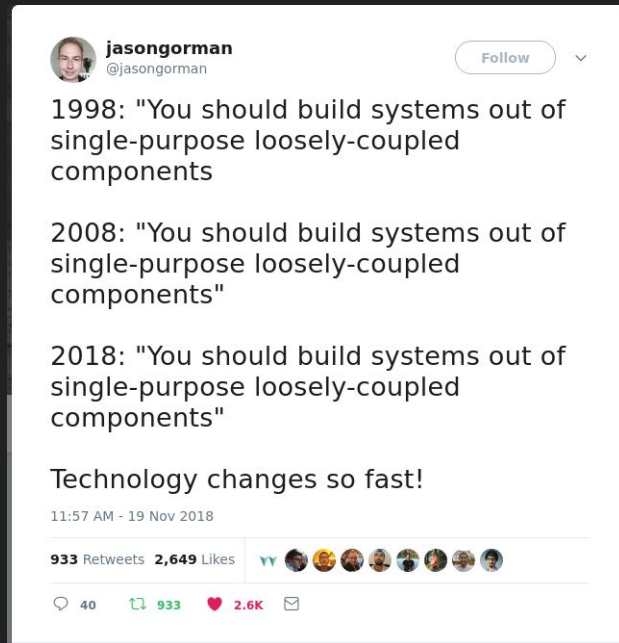 jasongorman
@jasongorman
Follow
1998: "You should build systems out of
single-purpose loosely-coupled
components
2008: "You should build systems out of
single-purpose loosely-coupled
components"
2018: "You should build systems out of
single-purpose loosely-coupled
components"
Technology changes so fast!
11:57 AM - 19 Nov 2018
933 Retweets 2,649 Likes
40 933 2.6K